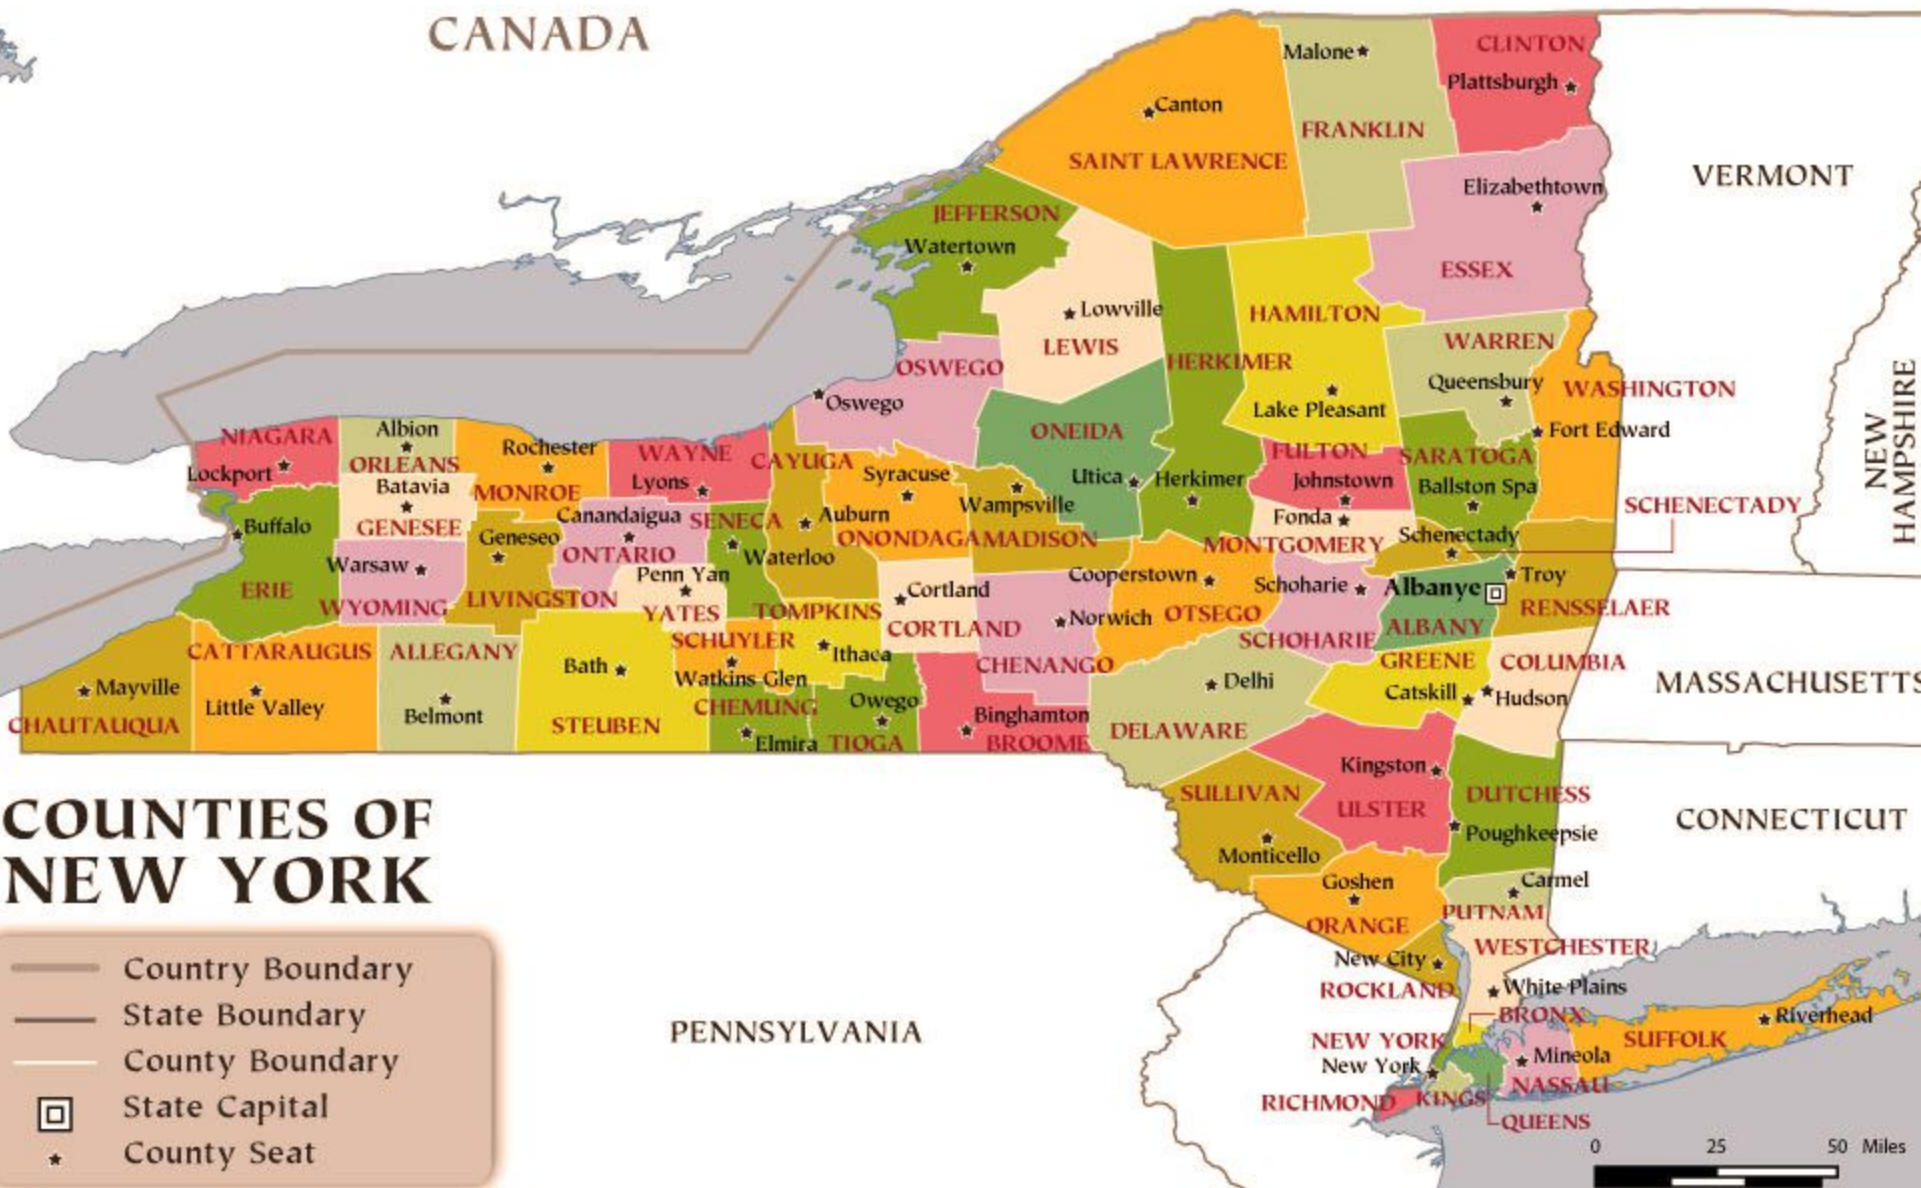 CANADA
Malone
CLINTON
Plattsburgh
Canton
FRANKLIN
SAINT LAWRENCE
VERMONT
Elizabethtown
JEFFERSON
Watertown
ESSEX
Lowville
HAMILTON
LEWIS
WARREN
OSWEGO
HERKIMER
Queensbury
WASHINGTON
Lake Pleasant
Oswego
NEW
HAMPSHIRE
NIAGARA
Albion
Rochester
WAYNE
ONEIDA
Fort Edward
Lockport
ORLEANS
CAYUGA
FULTON
SARATOGA
Batavia
MONROE
Lyons
Syracuse
Utica
Herkimer
Johnstown
Ballston Spa
Wampsville
SCHENECTADY
GENESEE
Canandaigua
SENECA
Auburn
Fonda
Buffalo
Geneseo
ONONDAGA
MADISON
MONTGOMERY
Schenectady
ONTARIO
Waterloo
Warsaw
Penn Yan
Cooperstown
Schoharie
Albanye
Troy
ERIE
WYOMING
LIVINGSTON
YATES
TOMPKINS
Cortland
CORTLAND
Norwich
OTSEGO
RENSSELAER
ALBANY
SCHUYLER
SCHOHARIE
CATTARAUGUS
ALLEGANY
Ithaca
CHENANGO
GREENE
COLUMBIA
Bath
Watkins Glen
Delhi
Catskill
Hudson
MASSACHUSETTS
Mayville
Little Valley
Belmont
CHEMUNG
Owego
Binghamton
CHAUTAUQUA
STEUBEN
Elmira
TIOGA
BROOME
DELAWARE
Kingston
SULLIVAN
ULSTER
DUTCHESS
CONNECTICUT
COUNTIES OF
NEW YORK
Poughkeepsie
Monticello
Goshen
Carmel
ORANGE
PUTNAM
WESTCHESTER
New City
ROCKLAND
White Plains
PENNSYLVANIA
BRONX
Riverhead
NEW YORK
SUFFOLK
New York
Mineola
NASSAU
RICHMOND
KINGS
QUEENS
Country Boundary
State Boundary
County Boundary
State Capital
County Seat
0 25 50 Miles